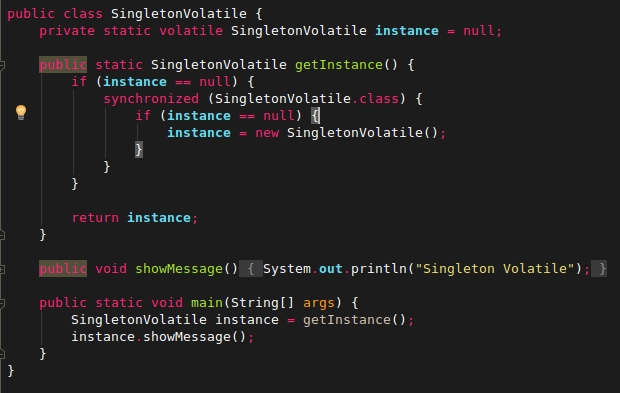 public class SingletonVolatile {
    private static volatile SingletonVolatile instance = null;
    public static SingletonVolatile getInstance() {
        if (instance == null) {
            synchronized (SingletonVolatile.class) {
                if (instance == null) {
                    instance = new SingletonVolatile();
                }
            }
        }
        return instance;
    }
    public void showMessage() { System.out.println("Singleton Volatile"); }
    public static void main(String[] args) {
        SingletonVolatile instance = getInstance();
        instance.showMessage();
    }
}